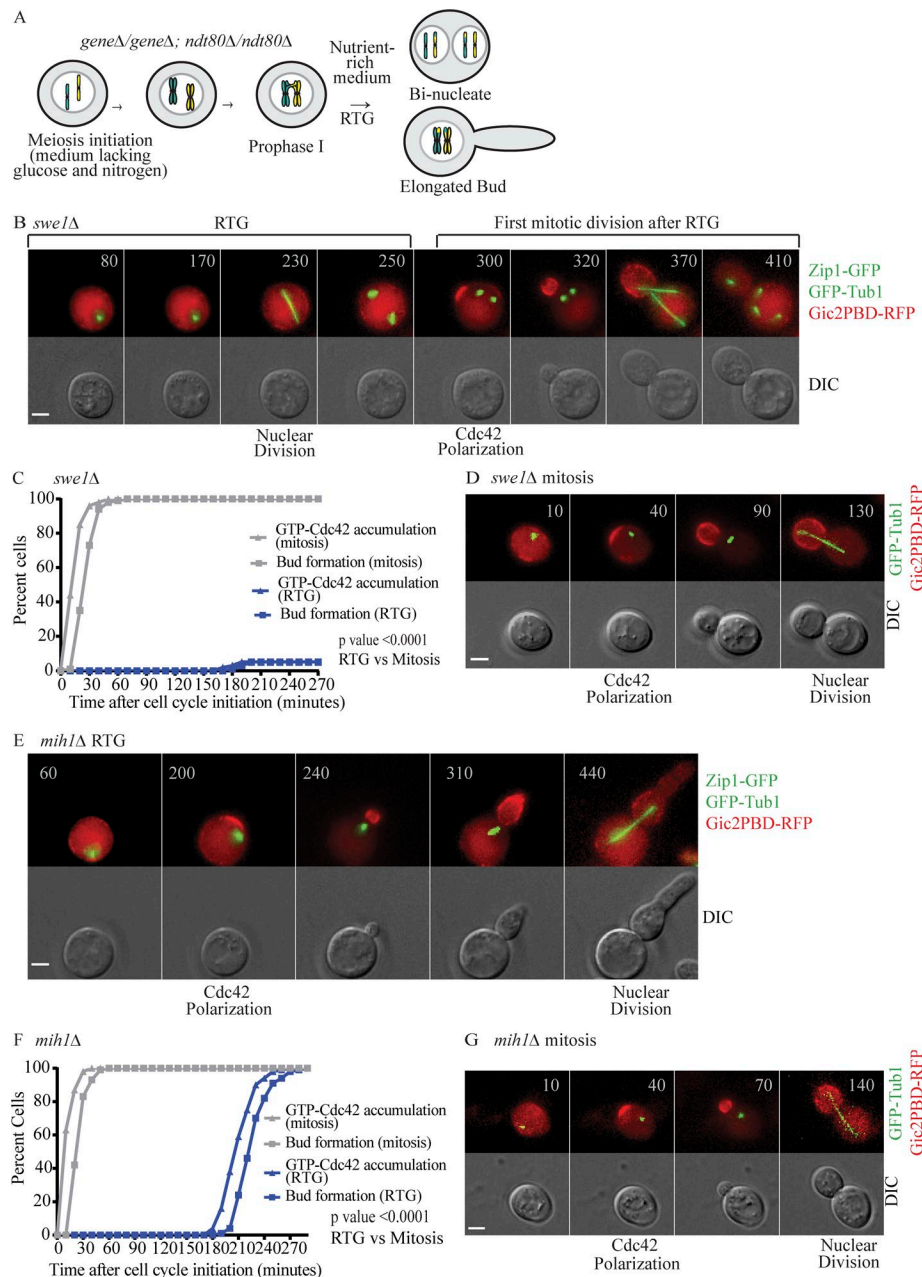 A
geneΔ/geneΔ; ndt80Δ/ndt80Δ
Meiosis initiation
(medium lacking
glucose and nitrogen)
Prophase I
Nutrient-
rich
medium
RTG
Bi-nucleate
Elongated Bud
B swe1Δ
RTG
First mitotic division after RTG
80
170
230
250
300
320
370
410
Zip1-GFP
GFP-Tub1
Gic2PBD-RFP
DIC
Nuclear
Division
Cdc42
Polarization
C swe1Δ
Percent cells
100
80
60
40
20
0
0 30 60 90 120 150 180 210 240 270
Time after cell cycle initiation (minutes)
GTP-Cdc42 accumulation
(mitosis)
Bud formation (mitosis)
GTP-Cdc42 accumulation
(RTG)
Bud formation (RTG)
p value <0.0001
RTG vs Mitosis
D swe1Δ mitosis
10
40
90
130
GFP-Tub1
Gic2PBD-RFP
DIC
Cdc42
Polarization
Nuclear
Division
E mih1Δ RTG
60
200
240
310
440
Zip1-GFP
GFP-Tub1
Gic2PBD-RFP
DIC
Cdc42
Polarization
Nuclear
Division
F mih1Δ
Percent Cells
100
80
60
40
20
0
0 30 60 90 120 150 180 210 240 270
Time after cell cycle initiation (minutes)
GTP-Cdc42 accumulation
(mitosis)
Bud formation (mitosis)
GTP-Cdc42 accumulation
(RTG)
Bud formation (RTG)
p value <0.0001
RTG vs Mitosis
G mih1Δ mitosis
10
40
70
140
GFP-Tub1
Gic2PBD-RFP
DIC
Cdc42
Polarization
Nuclear
Division